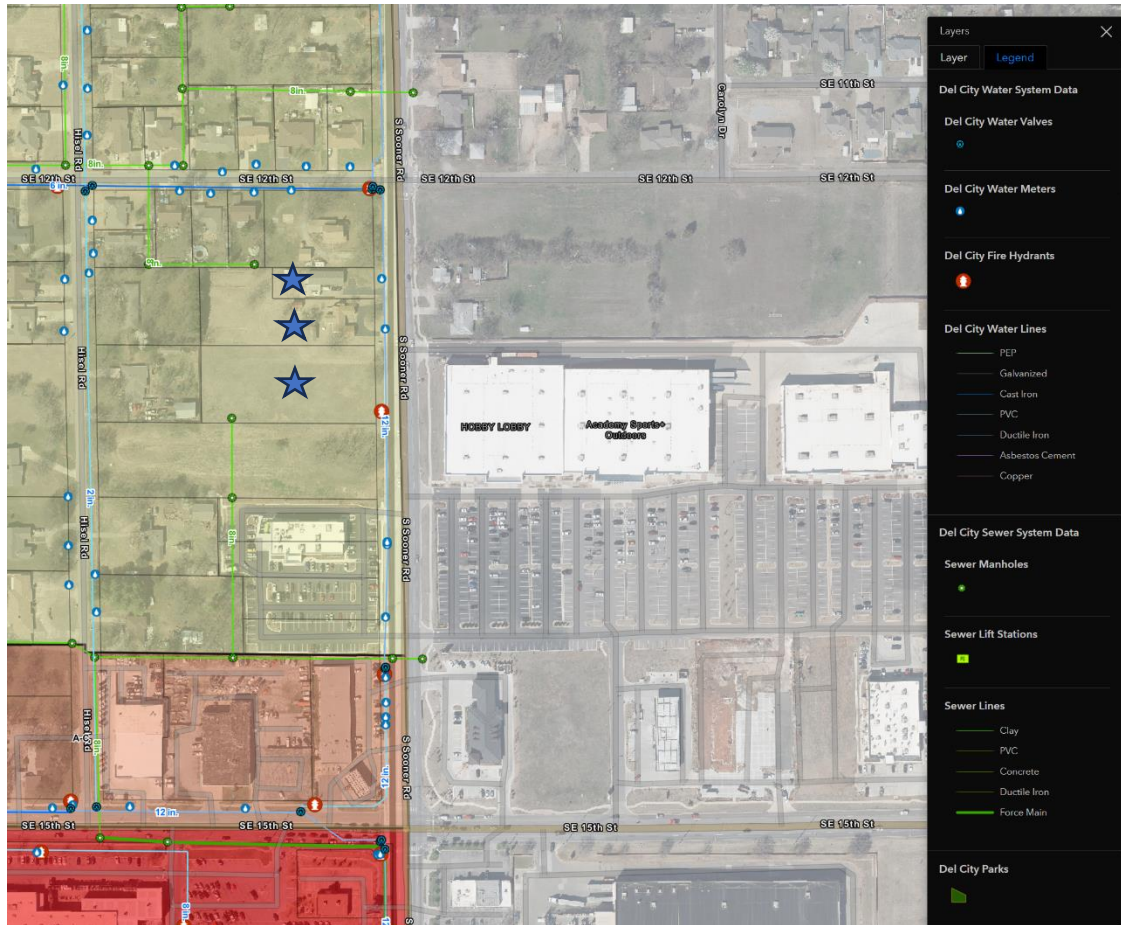 Layers
Layer
Legend
Del City Water System Data
Del City Water Valves
Del City Water Meters
Del City Fire Hydrants
Del City Water Lines
PEP
Galvanized
Cast Iron
PVC
Ductile Iron
Asbestos Cement
Copper
Del City Sewer System Data
Sewer Manholes
Sewer Lift Stations
Sewer Lines
Clay
PVC
Concrete
Ductile Iron
Force Main
Del City Parks
8in.
8in.
SE 11th St
Carolyn Dr
Hisel Rd
S Sooner Rd
8in.
SE 12th St
SE 12th St
SE 12th St
SE 12th St
SE 12th St
6 in.
8in.
Hisel Rd
S Sooner Rd
12 in.
HOBBY LOBBY
Academy Sports+
Outdoors
2 in.
Hisel Rd
8in.
S Sooner Rd
Hisel Rd
8in.
S Sooner Rd
12 in.
12 in.
SE 15th St
SE 15th St
SE 15th St
SE 15th St
8 in.